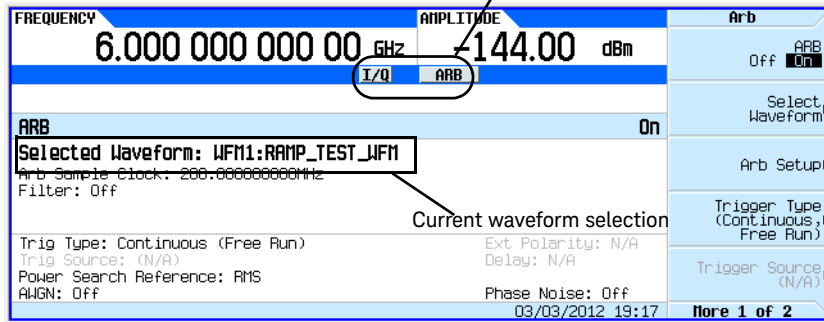 FREQUENCY
AMPLITUDE
6.000 000 000 00 GHz
-144.00 dBm
I/Q
ARB
ARB
On
Selected Waveform: WFM1:RAMP_TEST_WFM
Arb Sample Clock: 200.000000000MHz
Filter: Off
Current waveform selection
Trig Type: Continuous (Free Run)
Ext Polarity: N/A
Trig Source: (N/A)
Delay: N/A
Power Search Reference: RMS
AWGN: Off
Phase Noise: Off
03/03/2012 19:17
Arb
ARB
Off On
Select
Waveform
Arb Setup
Trigger Type
(Continuous,
Free Run)
Trigger Source
(N/A)
More 1 of 2